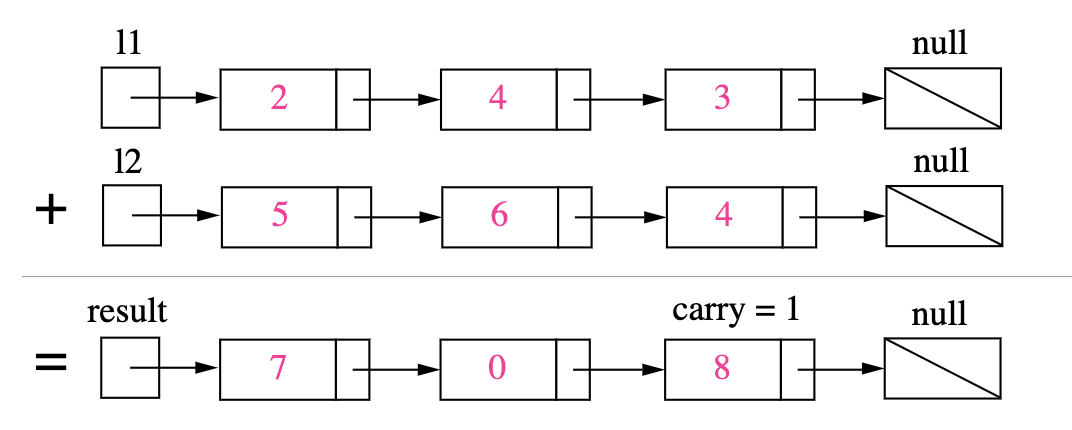 l1 null
2 4 3
l2 null
+ 5 6 4
result carry = 1 null
= 7 0 8